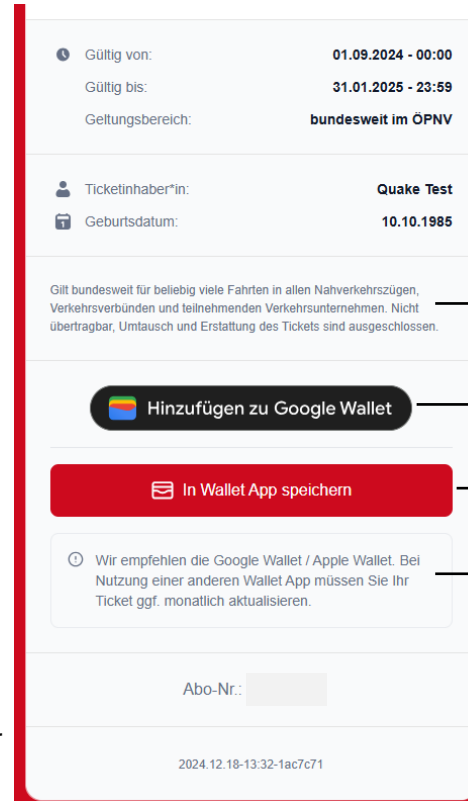 Gültig von: 01.09.2024 - 00:00
Gültig bis: 31.01.2025 - 23:59
Geltungsbereich: bundesweit im ÖPNV
Ticketinhaber*in: Quake Test
1 Geburtsdatum: 10.10.1985
Gilt bundesweit für beliebig viele Fahrten in allen Nahverkehrszügen,
Verkehrsverbünden und teilnehmenden Verkehrsunternehmen. Nicht
übertragbar, Umtausch und Erstattung des Tickets sind ausgeschlossen.
Hinzufügen zu Google Wallet
In Wallet App speichern
Wir empfehlen die Google Wallet / Apple Wallet. Bei
Nutzung einer anderen Wallet App müssen Sie Ihr
Ticket ggf. monatlich aktualisieren.
Abo-Nr.:
2024.12.18-13:32-1ac7c71